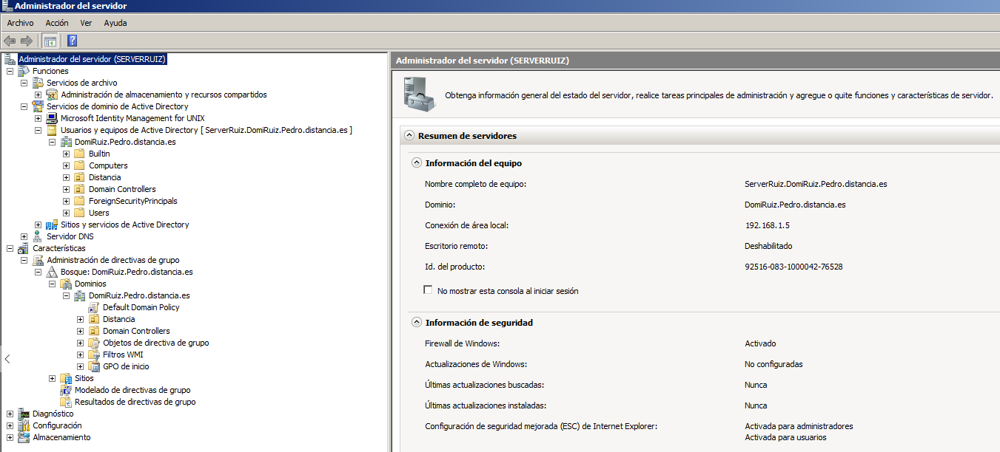 Administrador del servidor
Archivo Acción Ver Ayuda
Administrador del servidor (SERVERRUIZ)
Funciones
Servicios de archivo
Administración de almacenamiento y recursos compartidos
Servicios de dominio de Active Directory
Microsoft Identity Management for UNIX
Usuarios y equipos de Active Directory [ ServerRuiz.DomiRuiz.Pedro.distancia.es ]
DomiRuiz.Pedro.distancia.es
Builtin
Computers
Distancia
Domain Controllers
ForeignSecurityPrincipals
Users
Sitios y servicios de Active Directory
Servidor DNS
Características
Administración de directivas de grupo
Bosque: DomiRuiz.Pedro.distancia.es
Dominios
DomiRuiz.Pedro.distancia.es
Default Domain Policy
Distancia
Domain Controllers
Objetos de directiva de grupo
Filtros WMI
GPO de inicio
Sitios
Modelado de directivas de grupo
Resultados de directivas de grupo
Diagnóstico
Configuración
Almacenamiento
Administrador del servidor (SERVERRUIZ)
Obtenga información general del estado del servidor, realice tareas principales de administración y agregue o quite funciones y características de servidor.
Resumen de servidores
Información del equipo
Nombre completo de equipo: ServerRuiz.DomiRuiz.Pedro.distancia.es
Dominio: DomiRuiz.Pedro.distancia.es
Conexión de área local: 192.168.1.5
Escritorio remoto: Deshabilitado
Id. del producto: 92516-083-1000042-76528
No mostrar esta consola al iniciar sesión
Información de seguridad
Firewall de Windows: Activado
Actualizaciones de Windows: No configuradas
Últimas actualizaciones buscadas: Nunca
Últimas actualizaciones instaladas: Nunca
Configuración de seguridad mejorada (ESC) de Internet Explorer: Activada para administradores
Activada para usuarios